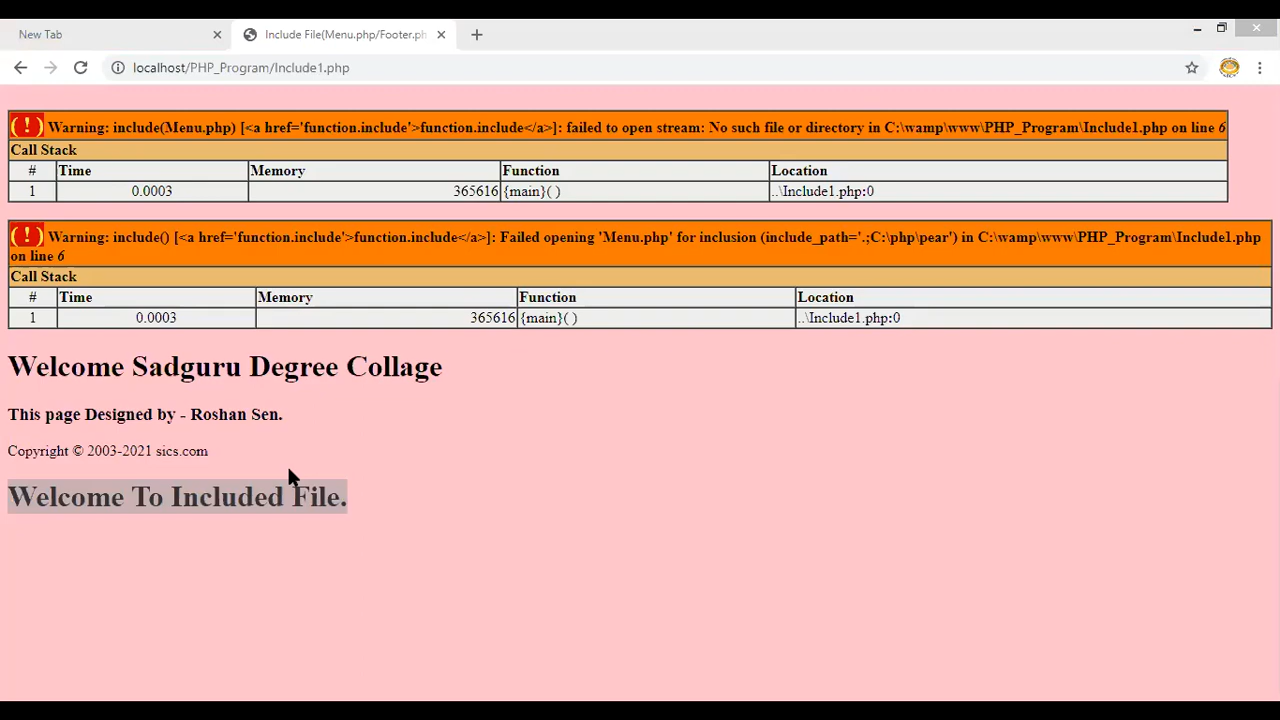 New Tab
Include File(Menu.php/Footer.ph
localhost/PHP_Program/Include1.php
( ! ) Warning: include(Menu.php) [<a href='function.include'>function.include</a>]: failed to open stream: No such file or directory in C:\wamp\www\PHP_Program\Include1.php on line 6
Call Stack
# Time Memory Function Location
1 0.0003 365616 {main}( ) ..\Include1.php:0
( ! ) Warning: include() [<a href='function.include'>function.include</a>]: Failed opening 'Menu.php' for inclusion (include_path='.;C:\php\pear') in C:\wamp\www\PHP_Program\Include1.php
on line 6
Call Stack
# Time Memory Function Location
1 0.0003 365616 {main}( ) ..\Include1.php:0
Welcome Sadguru Degree Collage
This page Designed by - Roshan Sen.
Copyright © 2003-2021 sics.com
Welcome To Included File.